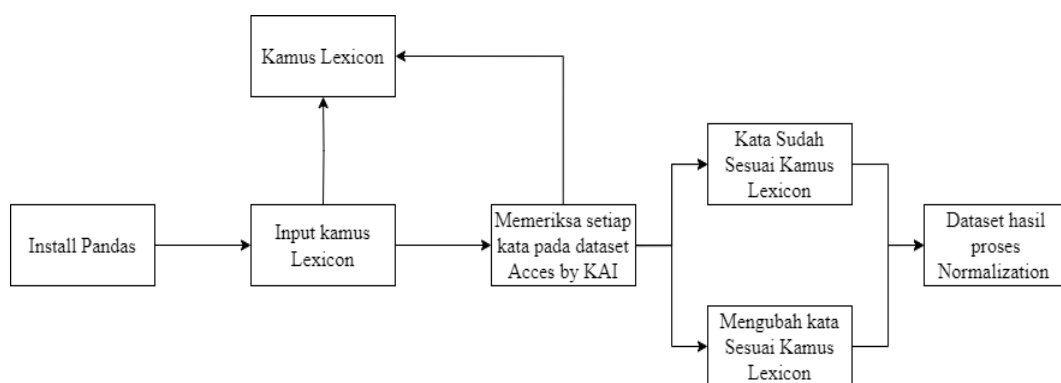 Kamus Lexicon
Install Pandas
Input kamus
Lexicon
Memeriksa setiap
kata pada dataset
Acces by KAI
Kata Sudah
Sesuai Kamus
Lexicon
Mengubah kata
Sesuai Kamus
Lexicon
Dataset hasil
proses
Normalization